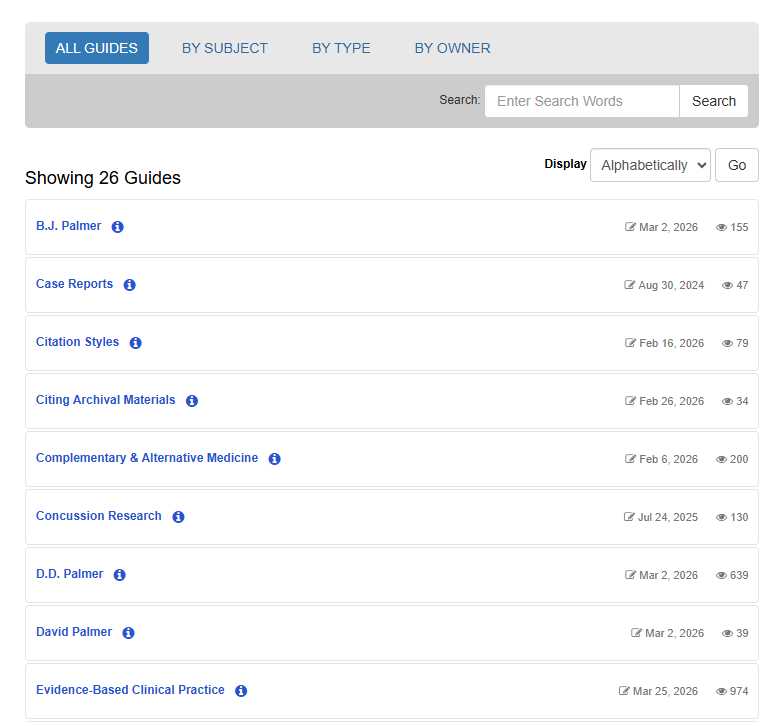 ALL GUIDES BY SUBJECT BY TYPE BY OWNER
Search: Enter Search Words Search
Showing 26 Guides Display Alphabetically Go
B.J. Palmer Mar 2, 2026 155
Case Reports Aug 30, 2024 47
Citation Styles Feb 16, 2026 79
Citing Archival Materials Feb 26, 2026 34
Complementary & Alternative Medicine Feb 6, 2026 200
Concussion Research Jul 24, 2025 130
D.D. Palmer Mar 2, 2026 639
David Palmer Mar 2, 2026 39
Evidence-Based Clinical Practice Mar 25, 2026 974